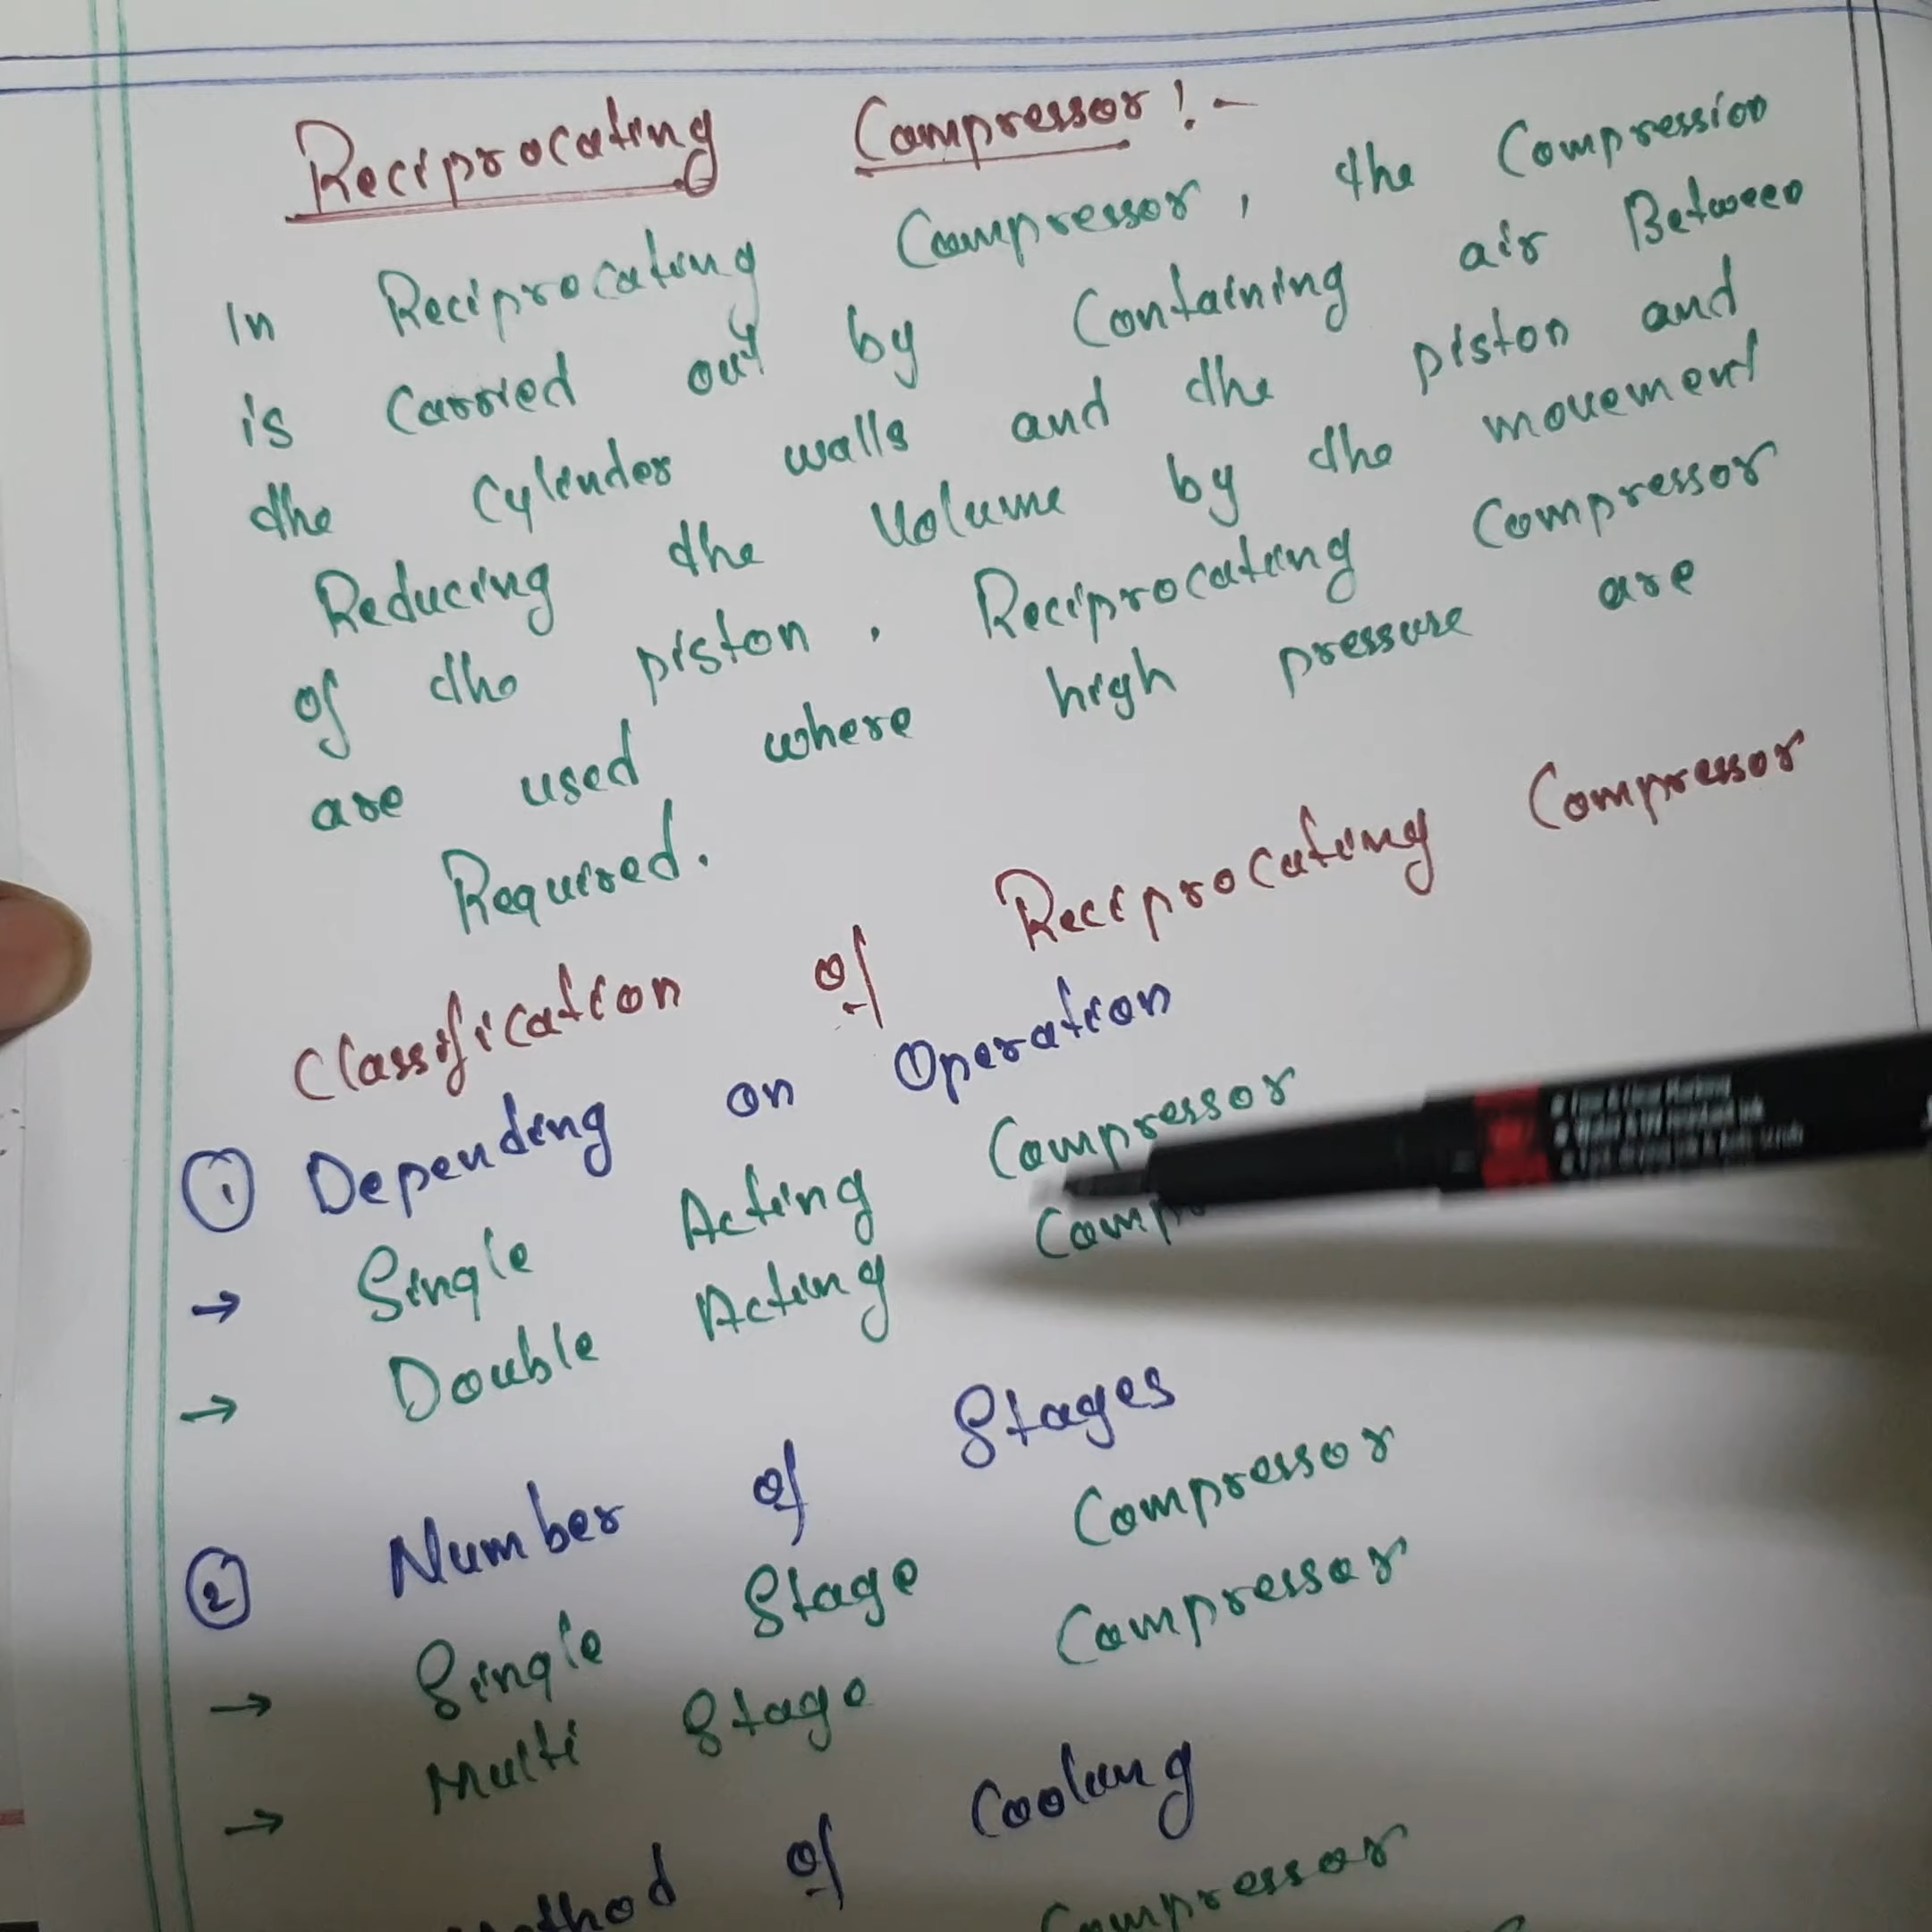 Reciprocating Compressor :-
In Reciprocating Compressor, the Compression
is Carried out by Containing air Between
the Cylinder walls and the piston and
Reducing the Volume by the movement
of the piston. Reciprocating Compressor
are used where high pressure are
Required.
Classification of Reciprocating Compressor
① Depending on Operation
→ Single Acting Compressor
→ Double Acting
② Number of Stages
→ Single Stage Compressor
→ Multi Stage Compressor
of Cooling
Compressor